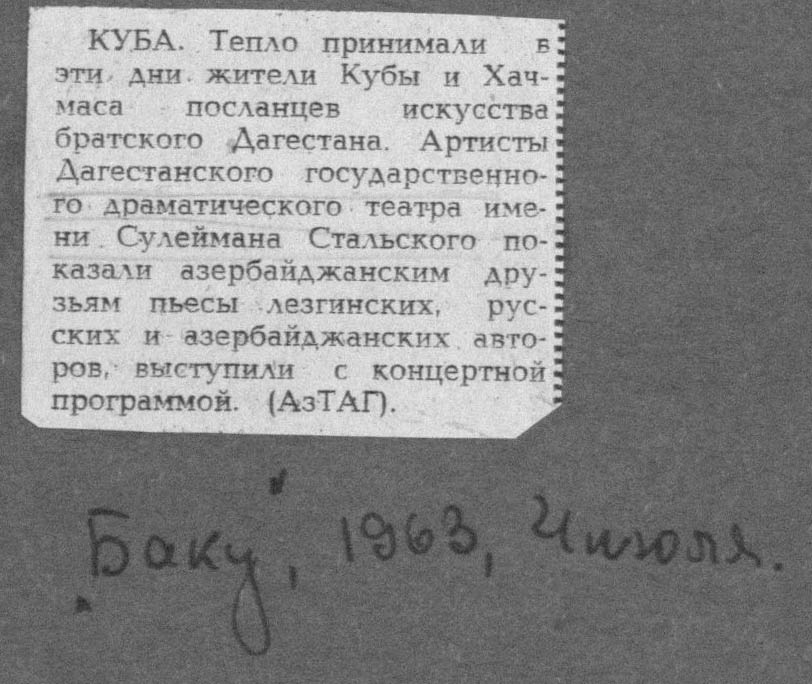 КУБА. Тепло принимали в
эти дни жители Кубы и Хач-
маса посланцев искусства
братского Дагестана. Артисты
Дагестанского государственно-
го драматического театра име-
ни Сулеймана Стальского по-
казали азербайджанским дру-
зьям пьесы лезгинских, рус-
ских и азербайджанских авто-
ров, выступили с концертной
программой. (АзТАГ).
„Баку", 1963, 4 июля.